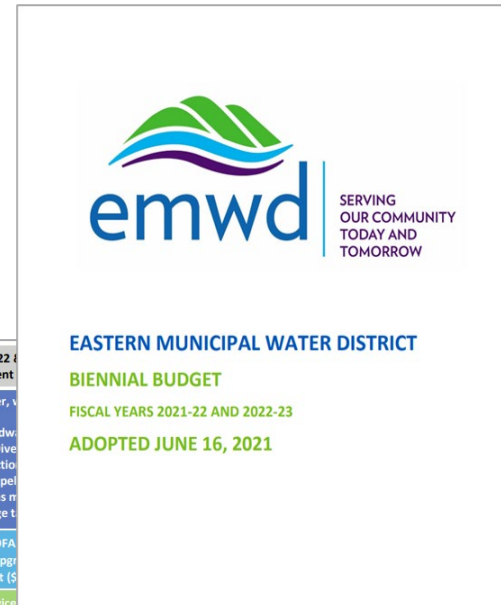 emwd
SERVING
OUR COMMUNITY
TODAY AND
TOMORROW
EASTERN MUNICIPAL WATER DISTRICT
BIENNIAL BUDGET
FISCAL YEARS 2021-22 AND 2022-23
ADOPTED JUNE 16, 2021